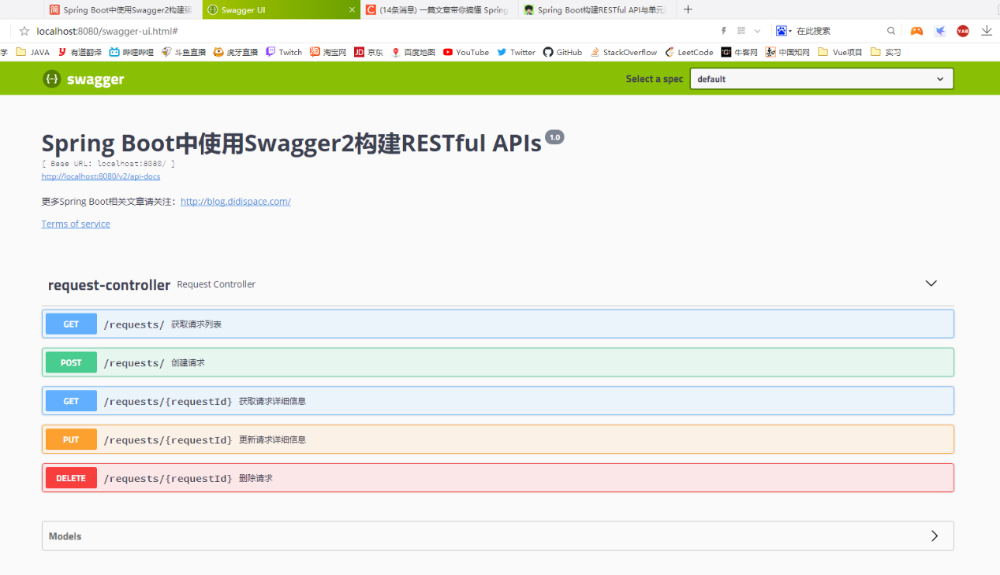 Spring Boot中使用Swagger2构建强 Swagger UI (14条消息) 一篇文章带你搞懂 Spring Spring Boot构建RESTful API与单元
localhost:8080/swagger-ui.html# 在此搜索
学 JAVA 有道翻译 哔哩哔哩 斗鱼直播 虎牙直播 Twitch 淘宝网 京东 百度地图 YouTube Twitter GitHub StackOverflow LeetCode 牛客网 中国知网 Vue项目 实习
swagger Select a spec default
Spring Boot中使用Swagger2构建RESTful APIs 1.0
[ Base URL: localhost:8080/ ]
http://localhost:8080/v2/api-docs
更多Spring Boot相关文章请关注：http://blog.didispace.com/
Terms of service
request-controller Request Controller
GET /requests/ 获取请求列表
POST /requests/ 创建请求
GET /requests/{requestId} 获取请求详细信息
PUT /requests/{requestId} 更新请求详细信息
DELETE /requests/{requestId} 删除请求
Models